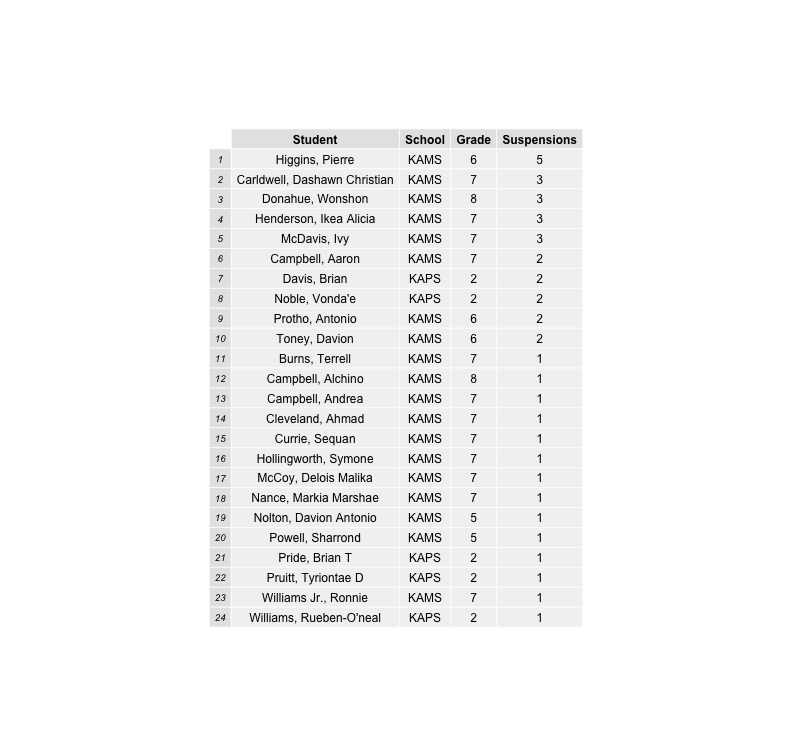 Student School Grade Suspensions
1 Higgins, Pierre KAMS 6 5
2 Carldwell, Dashawn Christian KAMS 7 3
3 Donahue, Wonshon KAMS 8 3
4 Henderson, Ikea Alicia KAMS 7 3
5 McDavis, Ivy KAMS 7 3
6 Campbell, Aaron KAMS 7 2
7 Davis, Brian KAPS 2 2
8 Noble, Vonda'e KAPS 2 2
9 Protho, Antonio KAMS 6 2
10 Toney, Davion KAMS 6 2
11 Burns, Terrell KAMS 7 1
12 Campbell, Alchino KAMS 8 1
13 Campbell, Andrea KAMS 7 1
14 Cleveland, Ahmad KAMS 7 1
15 Currie, Sequan KAMS 7 1
16 Hollingworth, Symone KAMS 7 1
17 McCoy, Delois Malika KAMS 7 1
18 Nance, Markia Marshae KAMS 7 1
19 Nolton, Davion Antonio KAMS 5 1
20 Powell, Sharrond KAMS 5 1
21 Pride, Brian T KAPS 2 1
22 Pruitt, Tyriontae D KAPS 2 1
23 Williams Jr., Ronnie KAMS 7 1
24 Williams, Rueben-O'neal KAPS 2 1